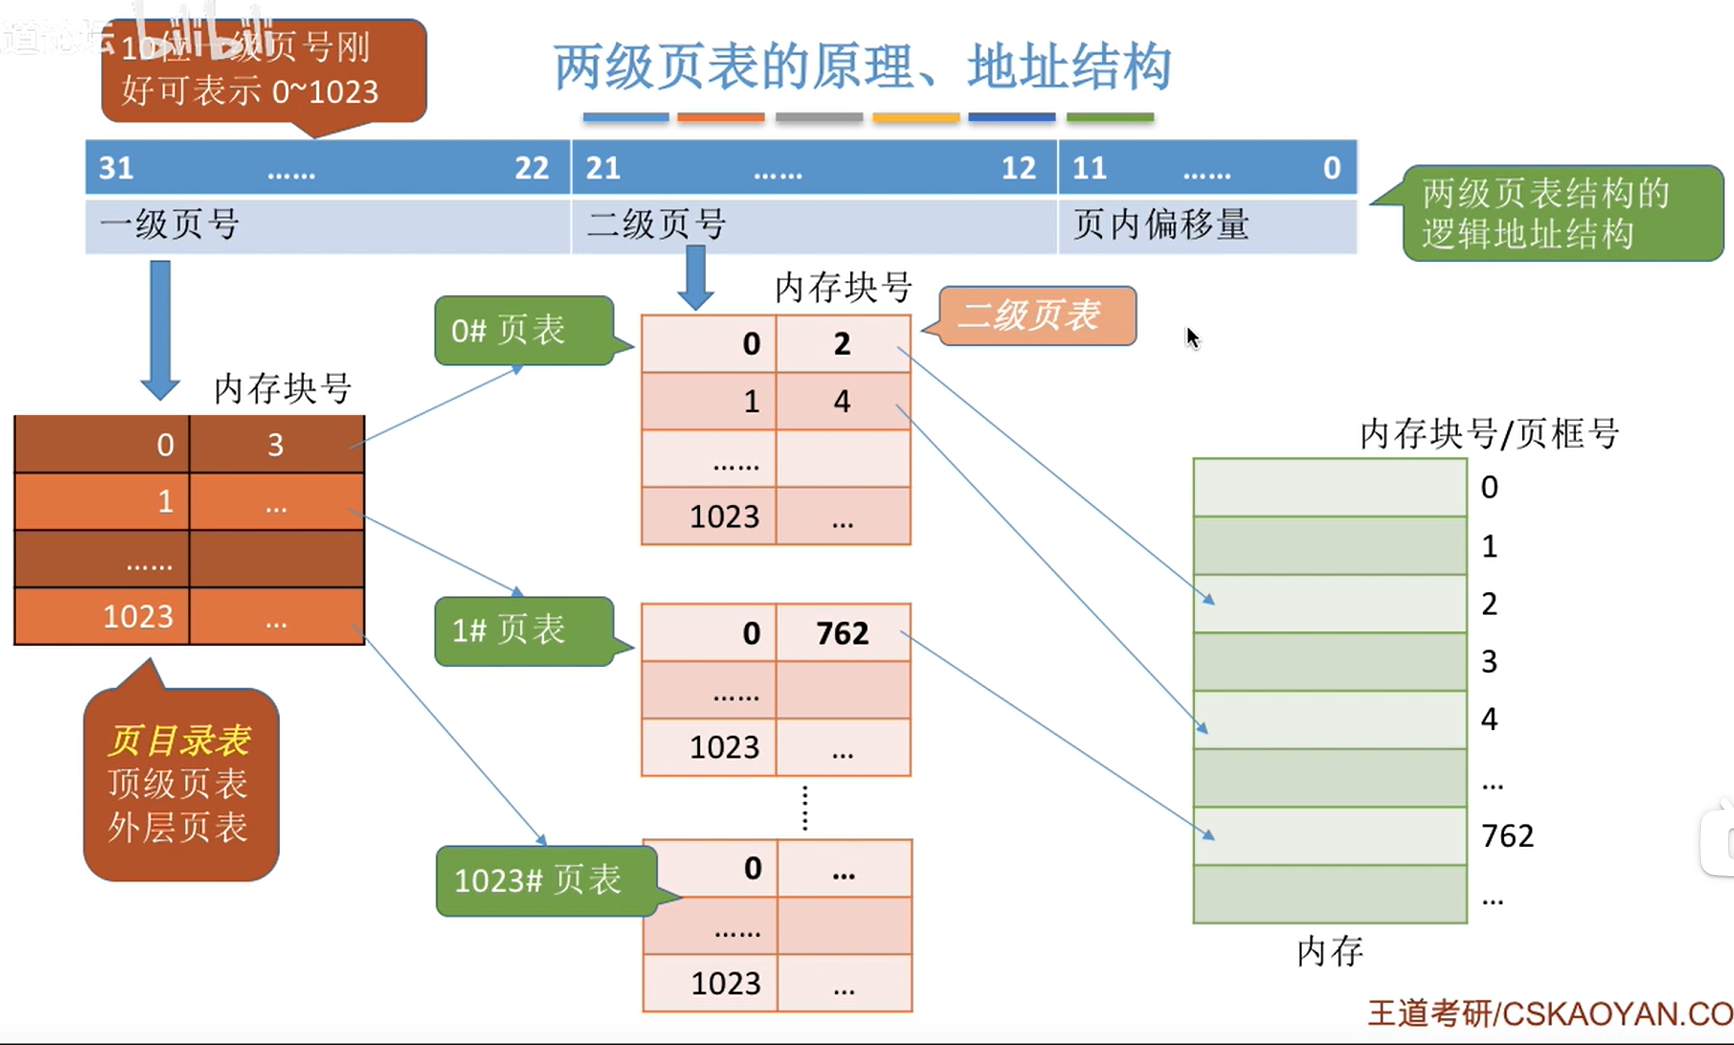 道论坛 bilibili
10位一级页号刚
好可表示 0~1023
两级页表的原理、地址结构
31 …… 22 21 …… 12 11 …… 0
一级页号 二级页号 页内偏移量
两级页表结构的
逻辑地址结构
内存块号
0 3
1 ...
……
1023 ...
页目录表
顶级页表
外层页表
0# 页表
内存块号
二级页表
0 2
1 4
……
1023 ...
1# 页表
0 762
……
1023 ...
1023# 页表
0 ...
……
1023 ...
内存块号/页框号
0
1
2
3
4
...
762
...
内存
王道考研/CSKAOYAN.CO